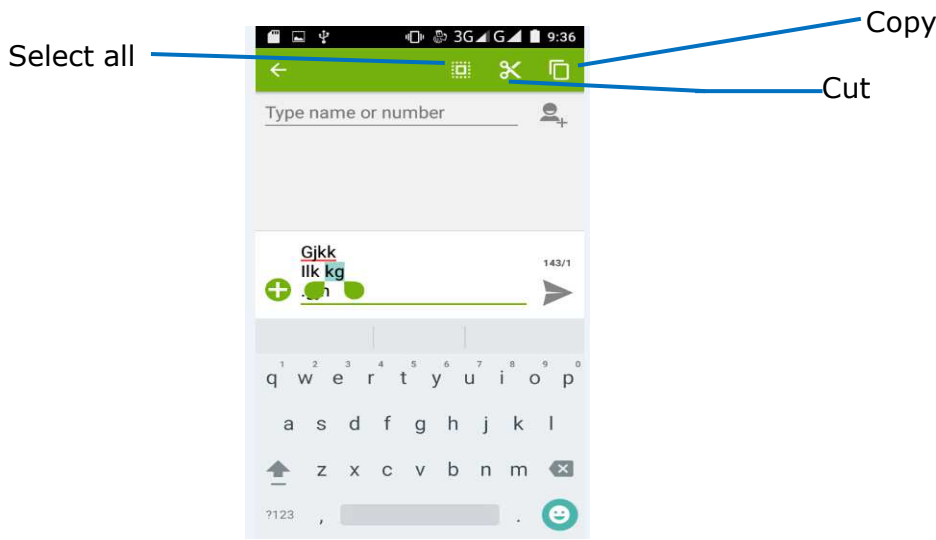 Copy
3G G 9:36
Select all
Cut
Type name or number
Gjkk
Ilk kg
143/1
1 2 3 4 5 6 7 8 9 0
q w e r t y u i o p
a s d f g h j k l
z x c v b n m
?123 , .